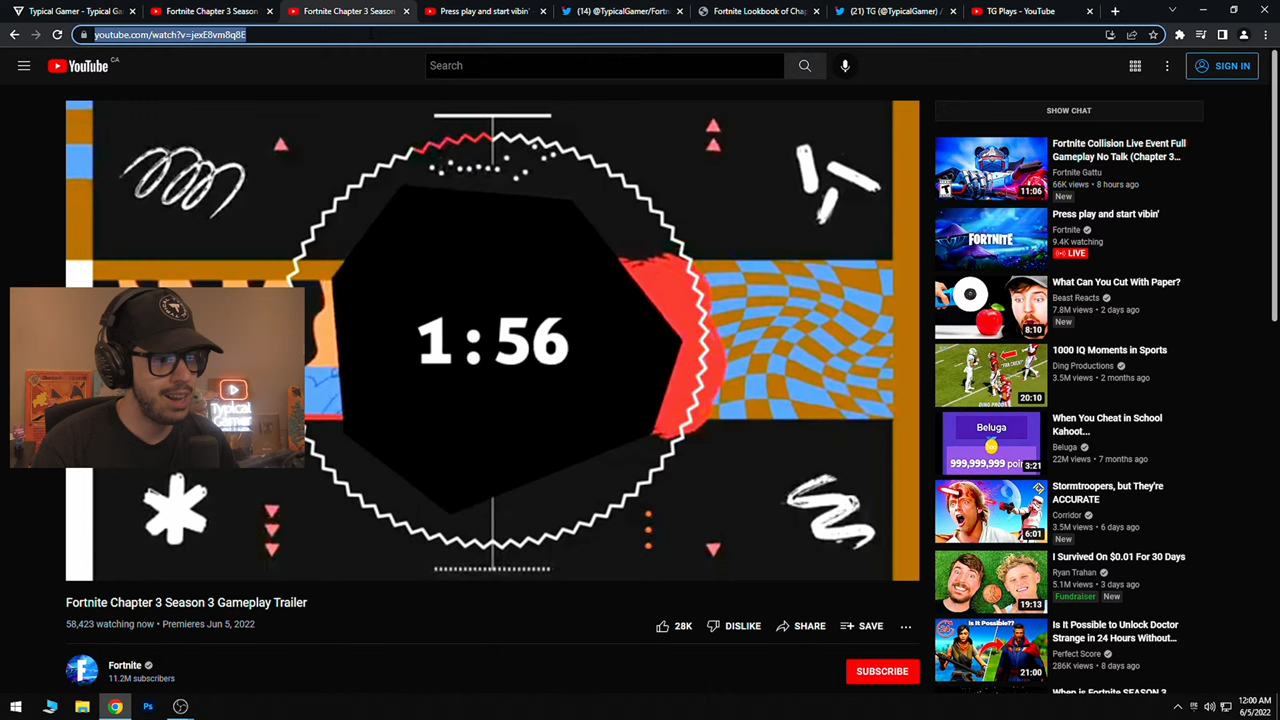 Typical Gamer - Typical G
Fortnite Chapter 3 Season
Fortnite Chapter 3 Season
Press play and start vibin'
(14) @TypicalGamer/Fortn
Fortnite Lookbook of Chap
(21) TG (@TypicalGamer) /
TG Plays - YouTube
youtube.com/watch?v=jexE8vm8q8E
YouTube CA
Search
SIGN IN
1:56
Typical
SHOW CHAT
Fortnite Collision Live Event Full
Gameplay No Talk (Chapter 3...
Fortnite Gattu
66K views • 8 hours ago
New
11:06
Press play and start vibin'
Fortnite
9.4K watching
LIVE
FORTNITE
What Can You Cut With Paper?
Beast Reacts
7.8M views • 2 days ago
New
8:10
1000 IQ Moments in Sports
Ding Productions
3.5M views • 2 months ago
20:10
When You Cheat in School
Kahoot...
Beluga
22M views • 7 months ago
Beluga
999,999,999
3:21
Stormtroopers, but They're
ACCURATE
Corridor
3.5M views • 6 days ago
New
6:01
I Survived On $0.01 For 30 Days
Ryan Trahan
5.1M views • 3 days ago
Fundraiser
New
19:13
Is It Possible to Unlock Doctor
Strange in 24 Hours Without...
Perfect Score
286K views • 8 days ago
Is It Possible?
21:00
When is Fortnite SEASON 3
Fortnite Chapter 3 Season 3 Gameplay Trailer
58,423 watching now • Premieres Jun 5, 2022
28K
DISLIKE
SHARE
SAVE
Fortnite
11.2M subscribers
SUBSCRIBE
12:00 AM
6/5/2022